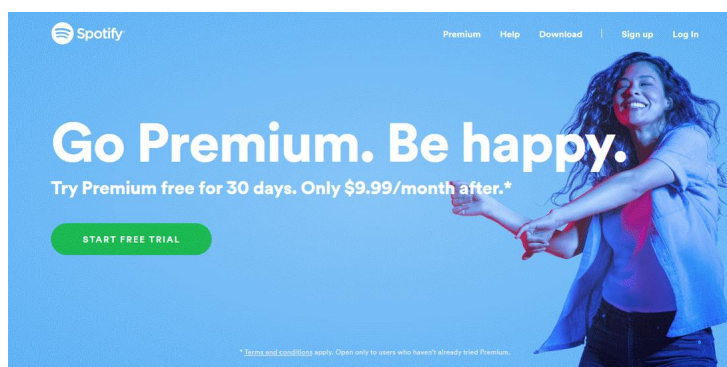 Spotify
Premium Help Download | Sign up Log In
Go Premium. Be happy.
Try Premium free for 30 days. Only $9.99/month after.*
START FREE TRIAL
* Terms and conditions apply. Open only to users who haven't already tried Premium.